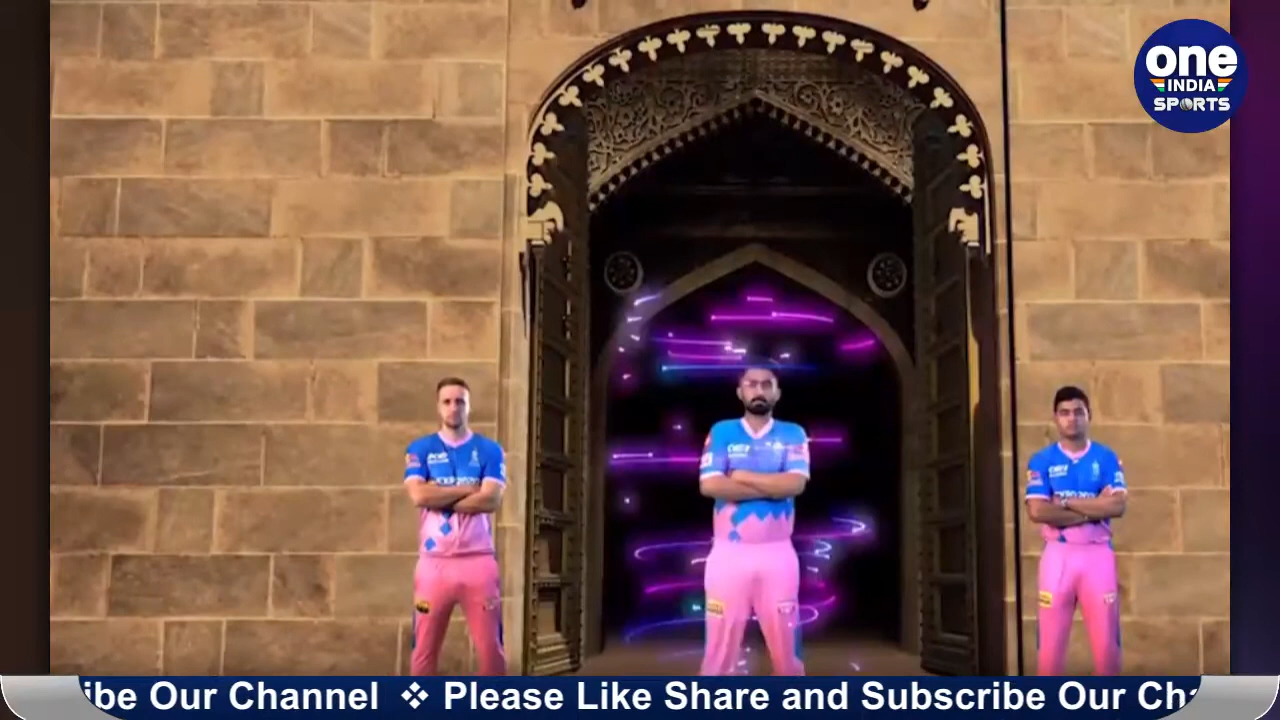 one
INDIA
SPORTS
ibe Our Channel ❖ Please Like Share and Subscribe Our Cha